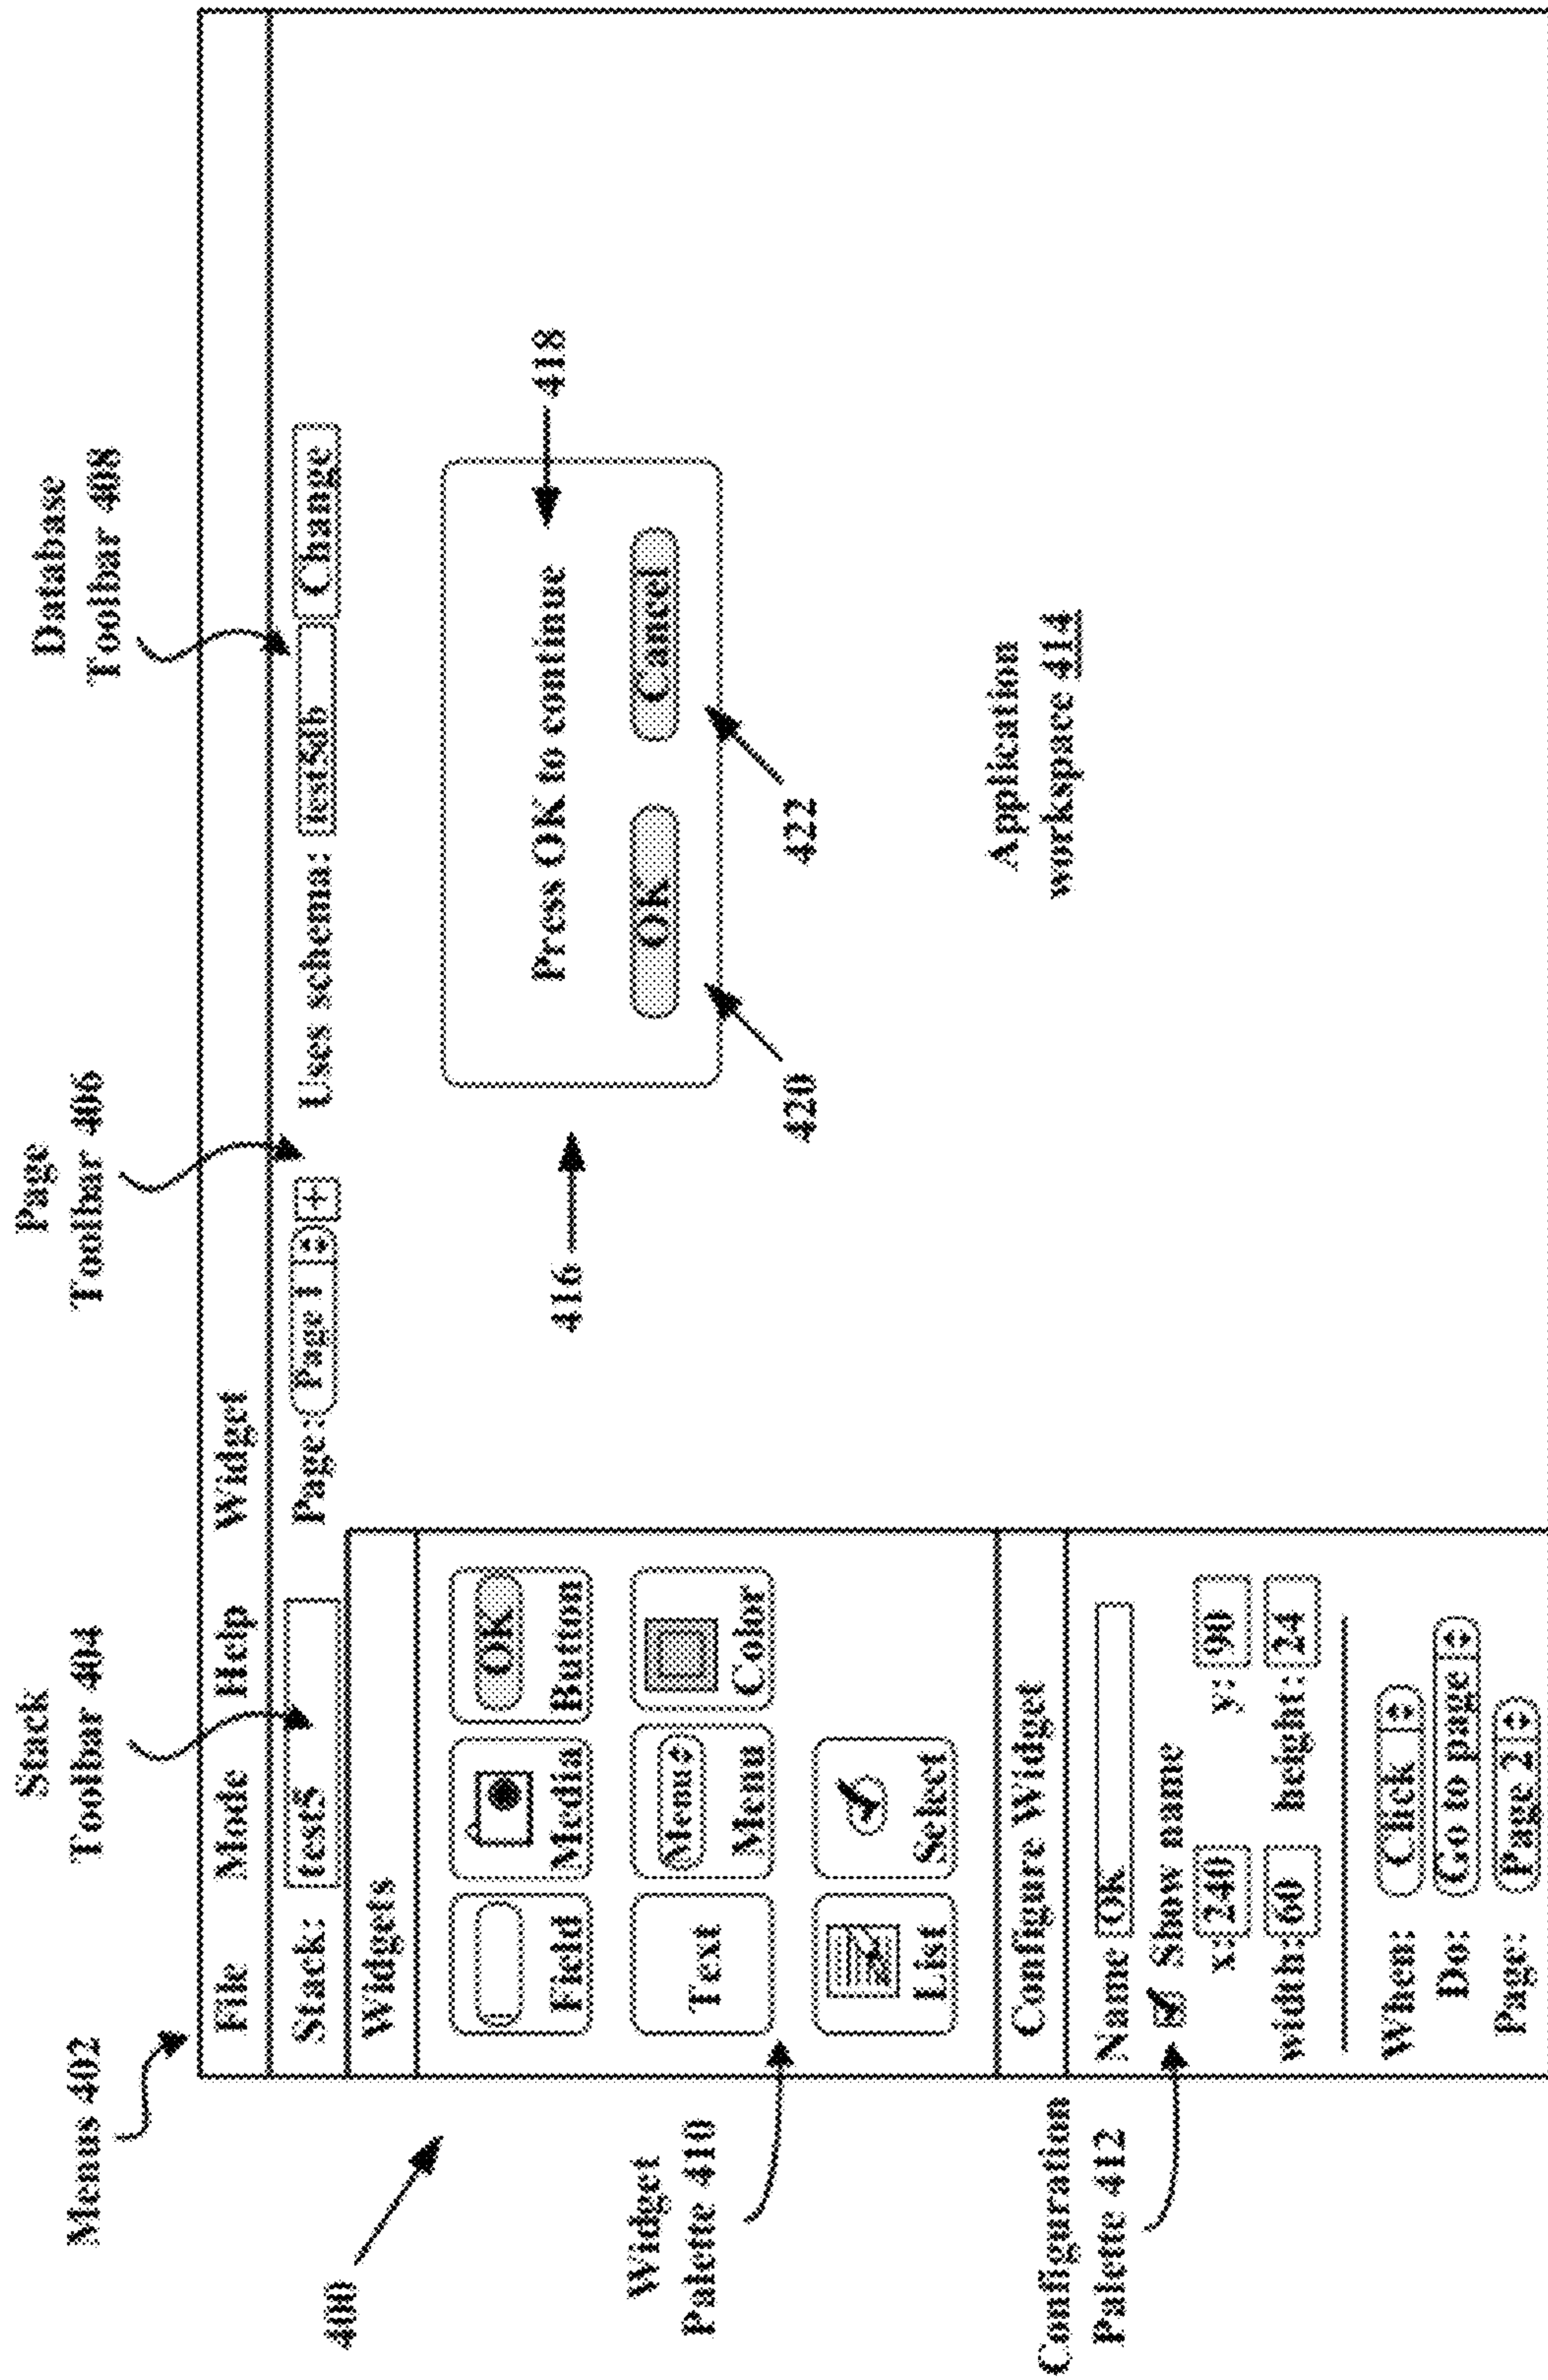 Stack
Toolbar 404
Page
Toolbar 406
Database
Toolbar 408
Menus 402
File Mode Help Widget
Stack: test5 Page: Page 1 + Uses schema: test5db Change
400
Widgets
Field Media OK Button
Text Menu Menu Color
List Select
Widget
Palette 410
416
Press OK to continue
418
OK Cancel
420 422
Application
workspace 414
Configure Widget
Configuration
Palette 412
Name OK
Show name
x: 240 y: 90
width: 60 height: 24
When: Click
Do: Go to page
Page: Page 2